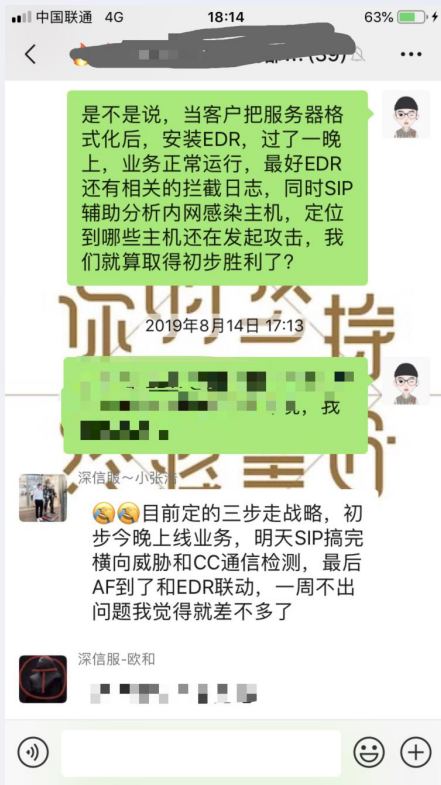 中国联通 4G 18:14 63%
(39)
是不是说，当客户把服务器格
式化后，安装EDR，过了一晚
上，业务正常运行，最好EDR
还有相关的拦截日志，同时SIP
辅助分析内网感染主机，定位
到哪些主机还在发起攻击，我
们就算取得初步胜利了？
你的坚持
2019年8月14日 17:13
，我
深信服～小张
目前定的三步走战略，初
步今晚上线业务，明天SIP搞完
横向威胁和CC通信检测，最后
AF到了和EDR联动，一周不出
问题我觉得就差不多了
深信服-欧和